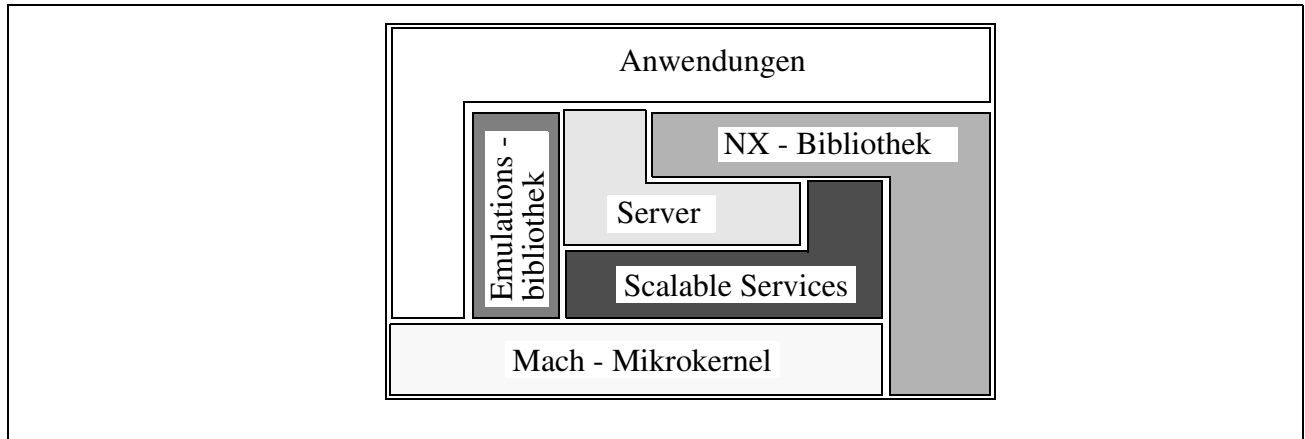 Anwendungen
NX - Bibliothek
Emulations -
bibliothek
Server
Scalable Services
Mach - Mikrokernel